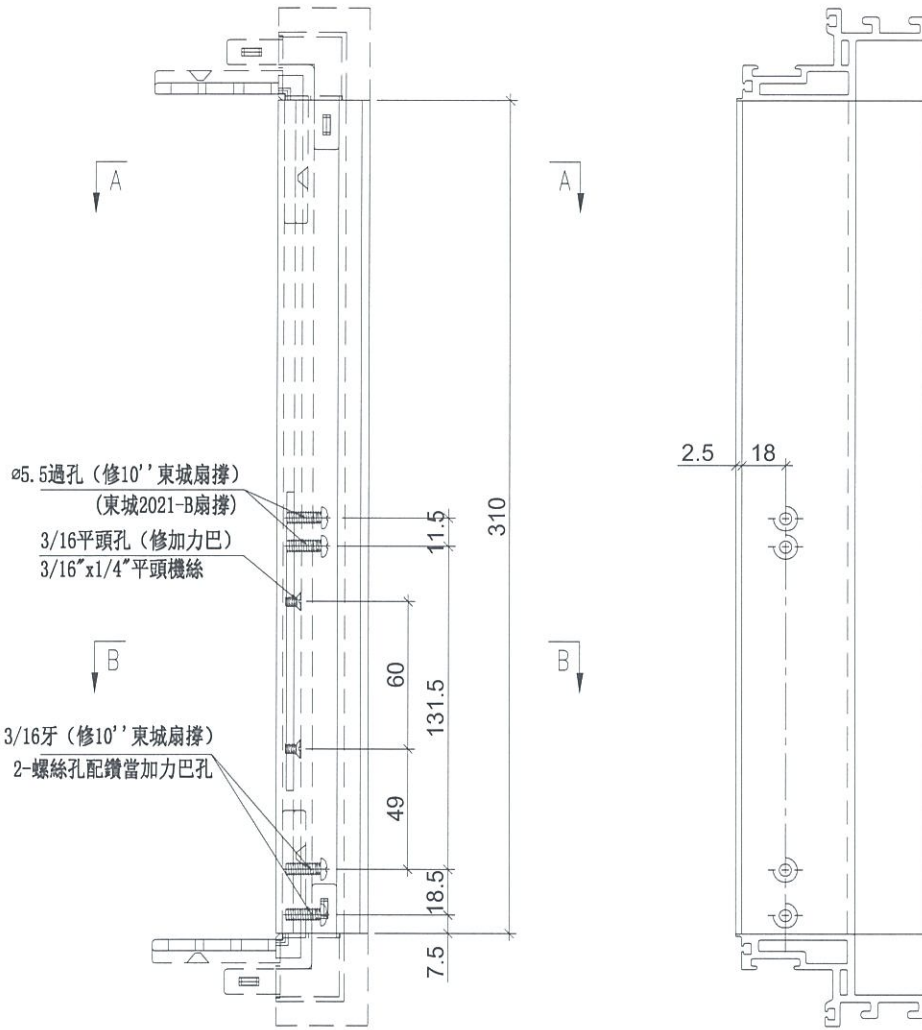 A
A
2.5
18
ø5.5過孔（修10''東城扇撐）
(東城2021-B扇撐)
3/16平頭孔（修加力巴）
3/16"x1/4"平頭機絲
11.5
310
B
B
60
131.5
3/16牙（修10''東城扇撐）
2-螺絲孔配鑽當加力巴孔
49
18.5
7.5